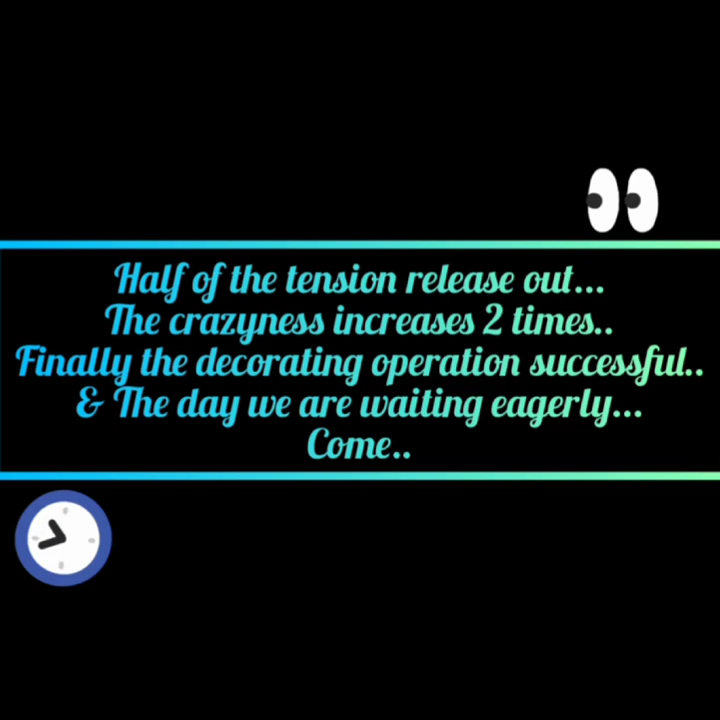 Half of the tension release out...
The crazyness increases 2 times..
Finally the decorating operation successful..
& The day we are waiting eagerly...
Come..